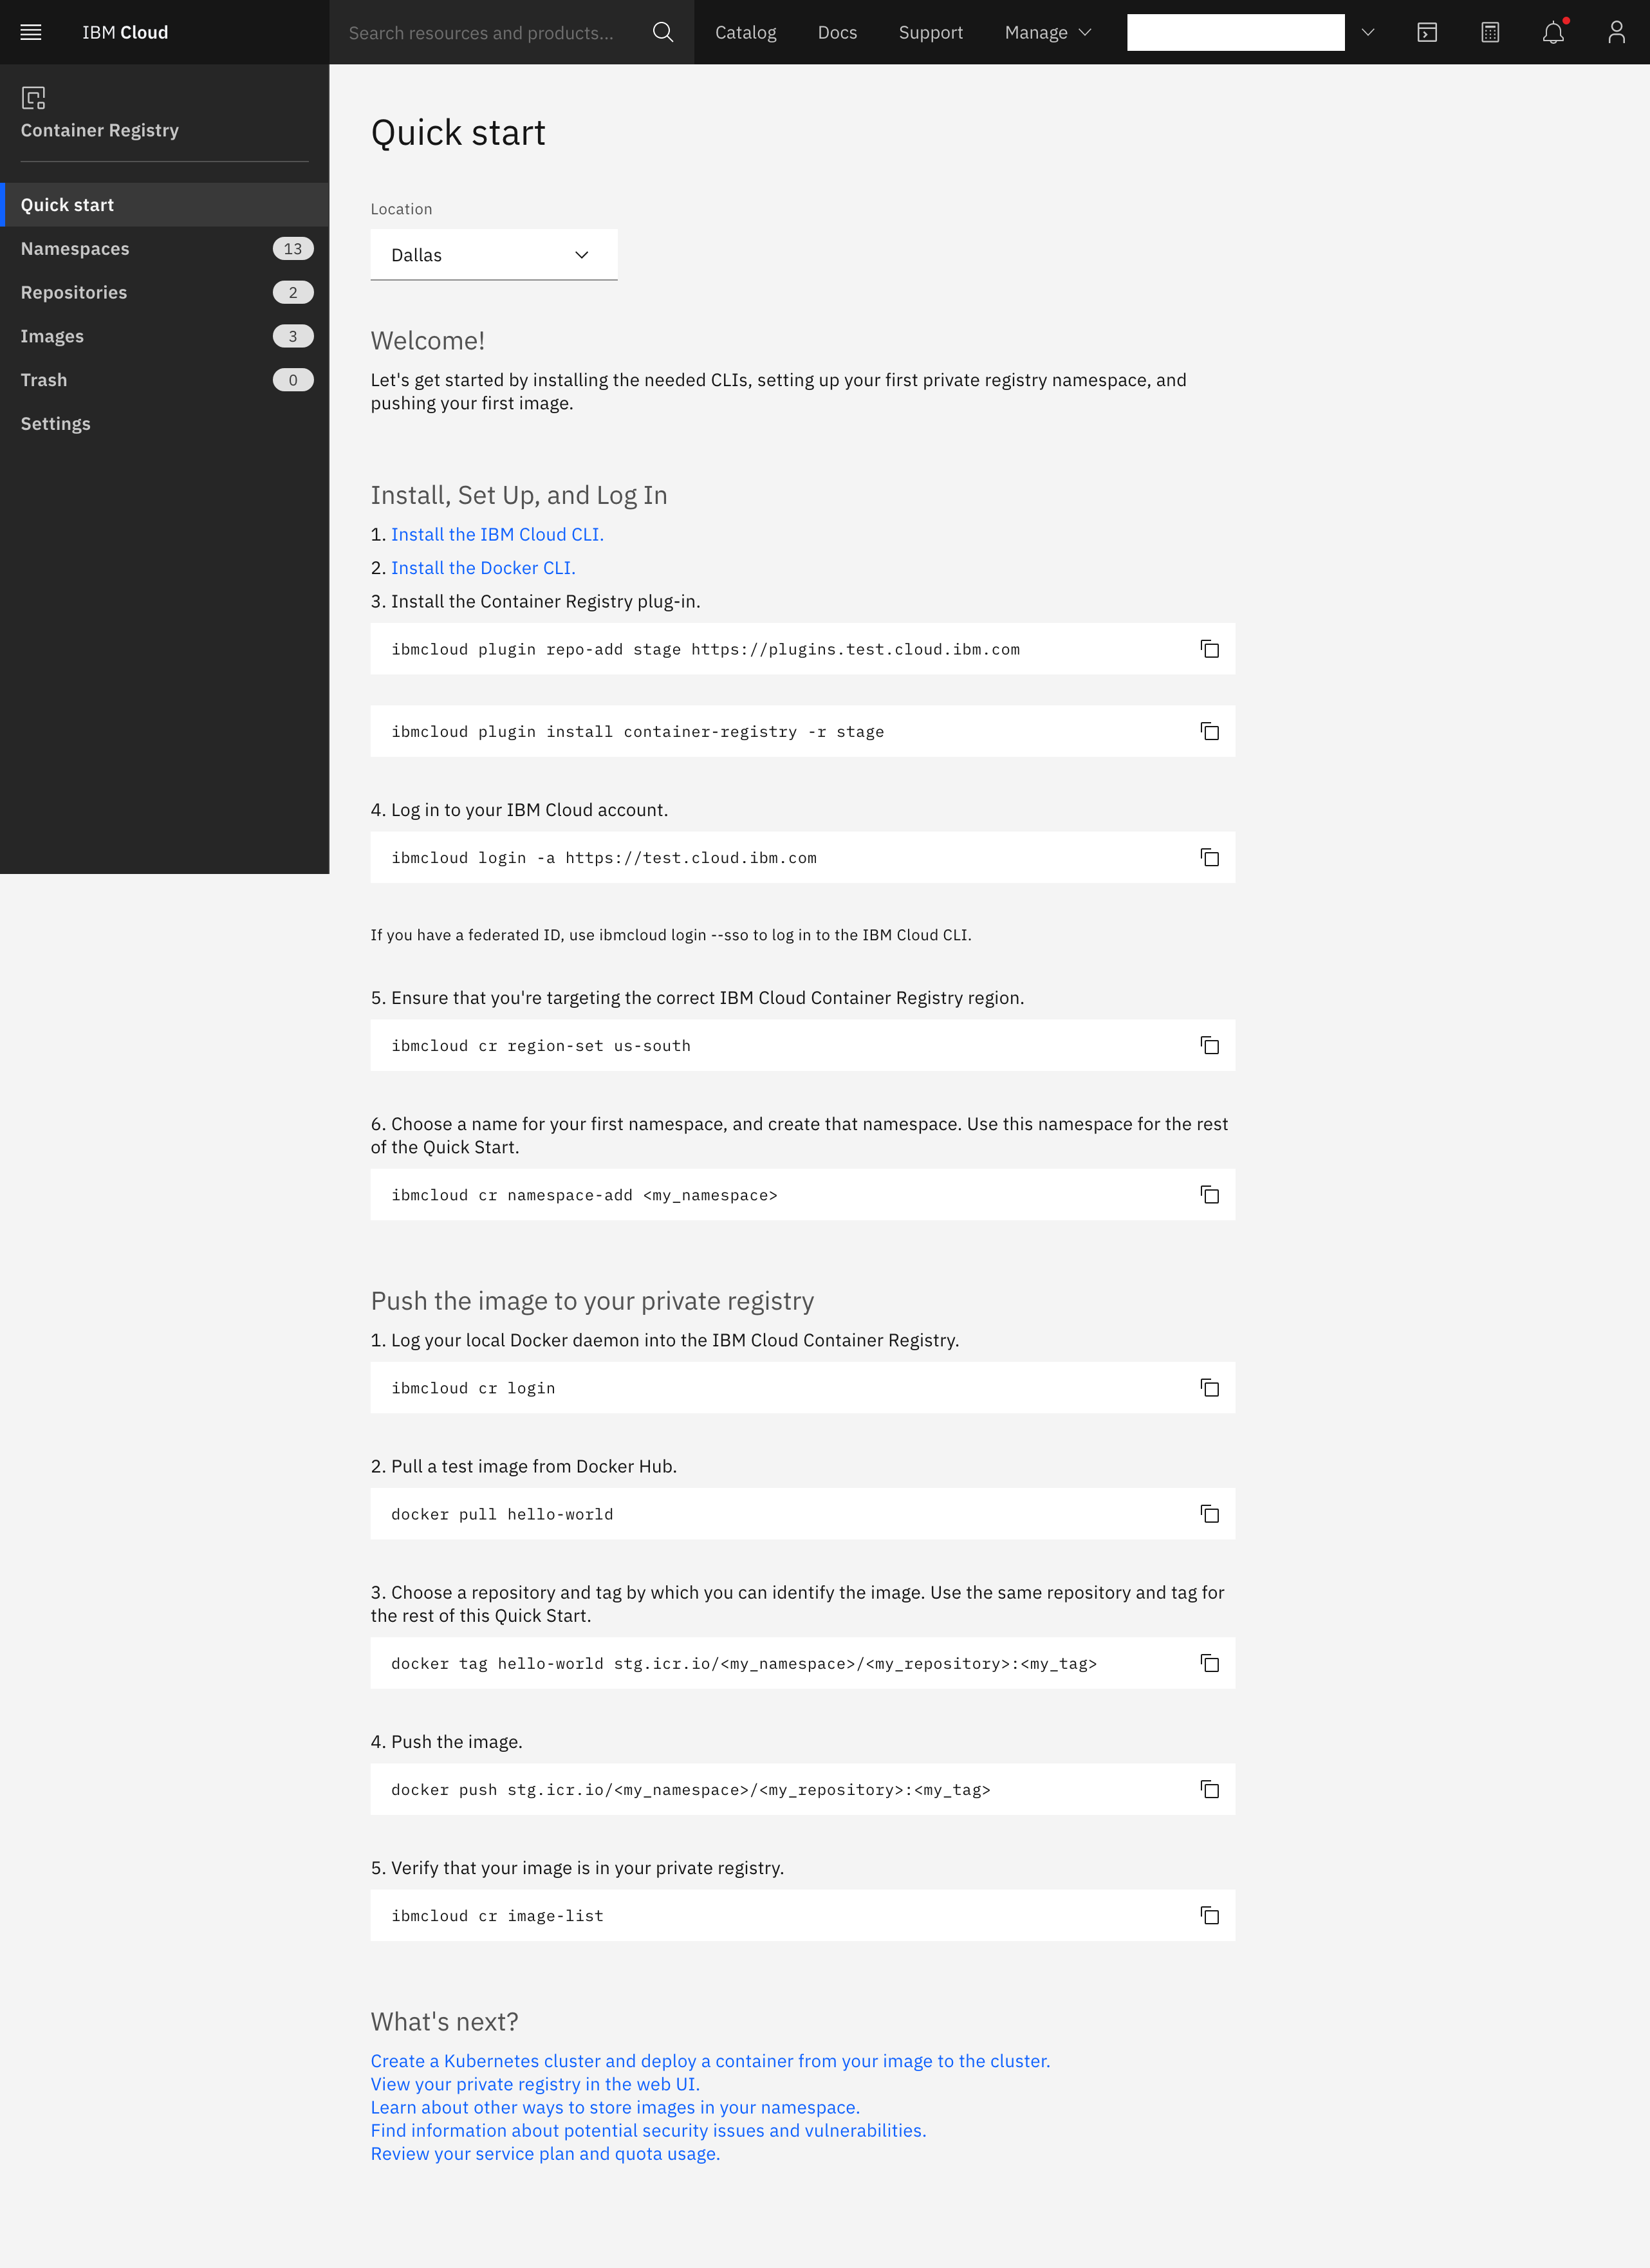 IBM Cloud
Search resources and products...
Catalog
Docs
Support
Manage
Container Registry
Quick start
Namespaces 13
Repositories 2
Images 3
Trash 0
Settings
Quick start
Location
Dallas
Welcome!
Let's get started by installing the needed CLIs, setting up your first private registry namespace, and
pushing your first image.
Install, Set Up, and Log In
1. Install the IBM Cloud CLI.
2. Install the Docker CLI.
3. Install the Container Registry plug-in.
ibmcloud plugin repo-add stage https://plugins.test.cloud.ibm.com
ibmcloud plugin install container-registry -r stage
4. Log in to your IBM Cloud account.
ibmcloud login -a https://test.cloud.ibm.com
If you have a federated ID, use ibmcloud login --sso to log in to the IBM Cloud CLI.
5. Ensure that you're targeting the correct IBM Cloud Container Registry region.
ibmcloud cr region-set us-south
6. Choose a name for your first namespace, and create that namespace. Use this namespace for the rest
of the Quick Start.
ibmcloud cr namespace-add <my_namespace>
Push the image to your private registry
1. Log your local Docker daemon into the IBM Cloud Container Registry.
ibmcloud cr login
2. Pull a test image from Docker Hub.
docker pull hello-world
3. Choose a repository and tag by which you can identify the image. Use the same repository and tag for
the rest of this Quick Start.
docker tag hello-world stg.icr.io/<my_namespace>/<my_repository>:<my_tag>
4. Push the image.
docker push stg.icr.io/<my_namespace>/<my_repository>:<my_tag>
5. Verify that your image is in your private registry.
ibmcloud cr image-list
What's next?
Create a Kubernetes cluster and deploy a container from your image to the cluster.
View your private registry in the web UI.
Learn about other ways to store images in your namespace.
Find information about potential security issues and vulnerabilities.
Review your service plan and quota usage.